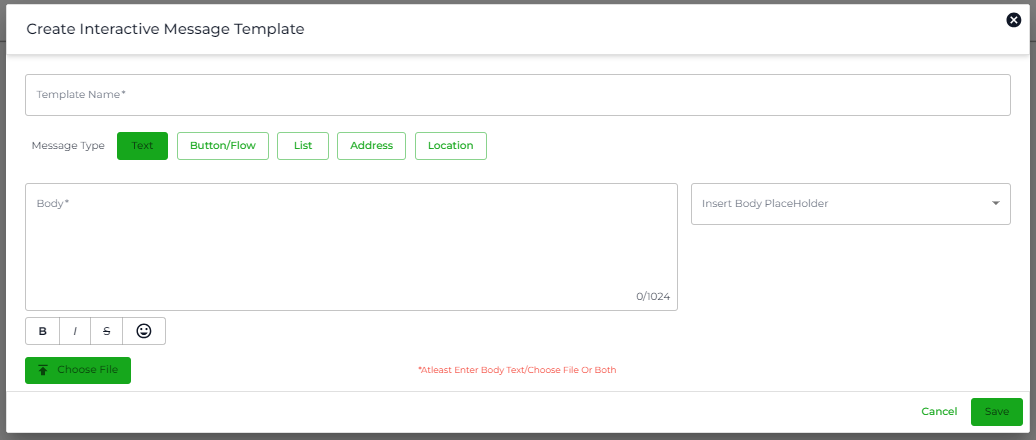 Create Interactive Message Template
Template Name*
Message Type Text Button/Flow List Address Location
Body*
Insert Body PlaceHolder
0/1024
B I S
Choose File
*Atleast Enter Body Text/Choose File Or Both
Cancel Save